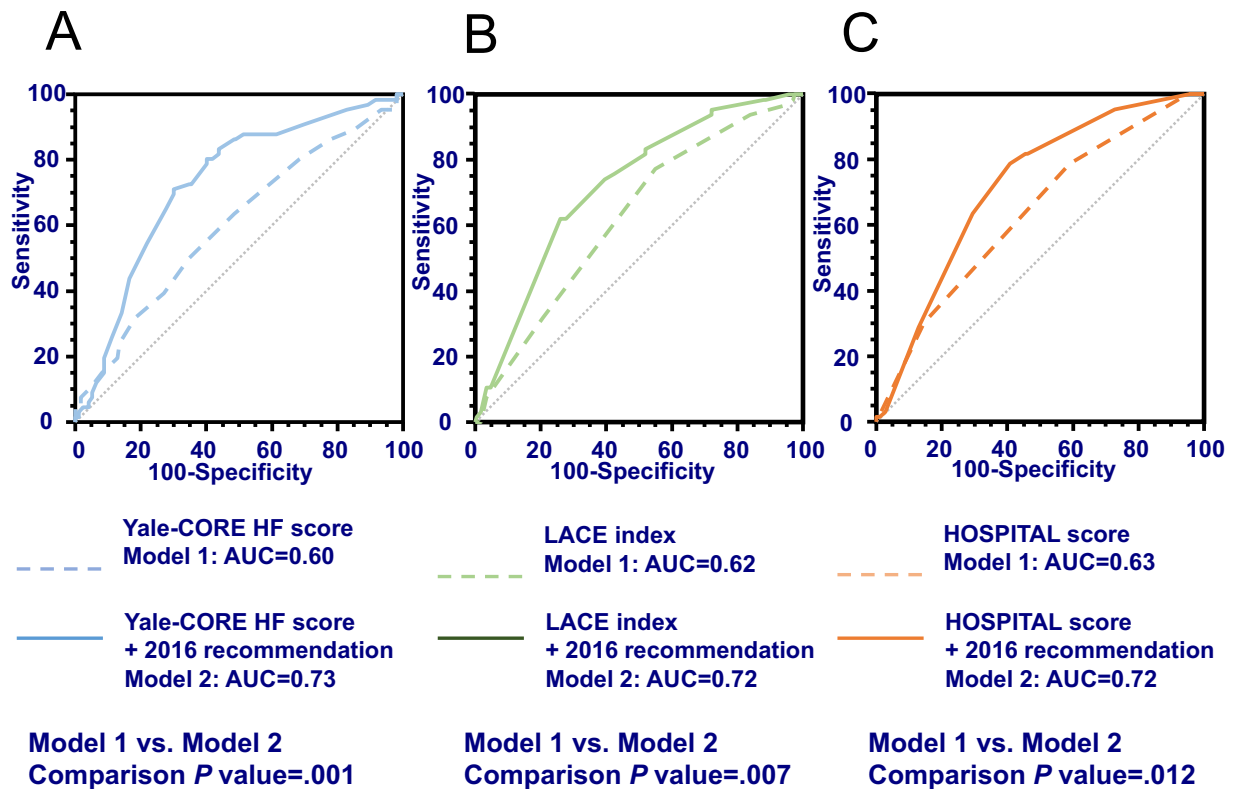 A
100
80
60
40
20
0
Sensitivity
0 20 40 60 80 100
100-Specificity
Yale-CORE HF score
Model 1: AUC=0.60
Yale-CORE HF score
+ 2016 recommendation
Model 2: AUC=0.73
Model 1 vs. Model 2
Comparison P value=.001
B
100
80
60
40
20
0
Sensitivity
0 20 40 60 80 100
100-Specificity
LACE index
Model 1: AUC=0.62
LACE index
+ 2016 recommendation
Model 2: AUC=0.72
Model 1 vs. Model 2
Comparison P value=.007
C
100
80
60
40
20
0
Sensitivity
0 20 40 60 80 100
100-Specificity
HOSPITAL score
Model 1: AUC=0.63
HOSPITAL score
+ 2016 recommendation
Model 2: AUC=0.72
Model 1 vs. Model 2
Comparison P value=.012